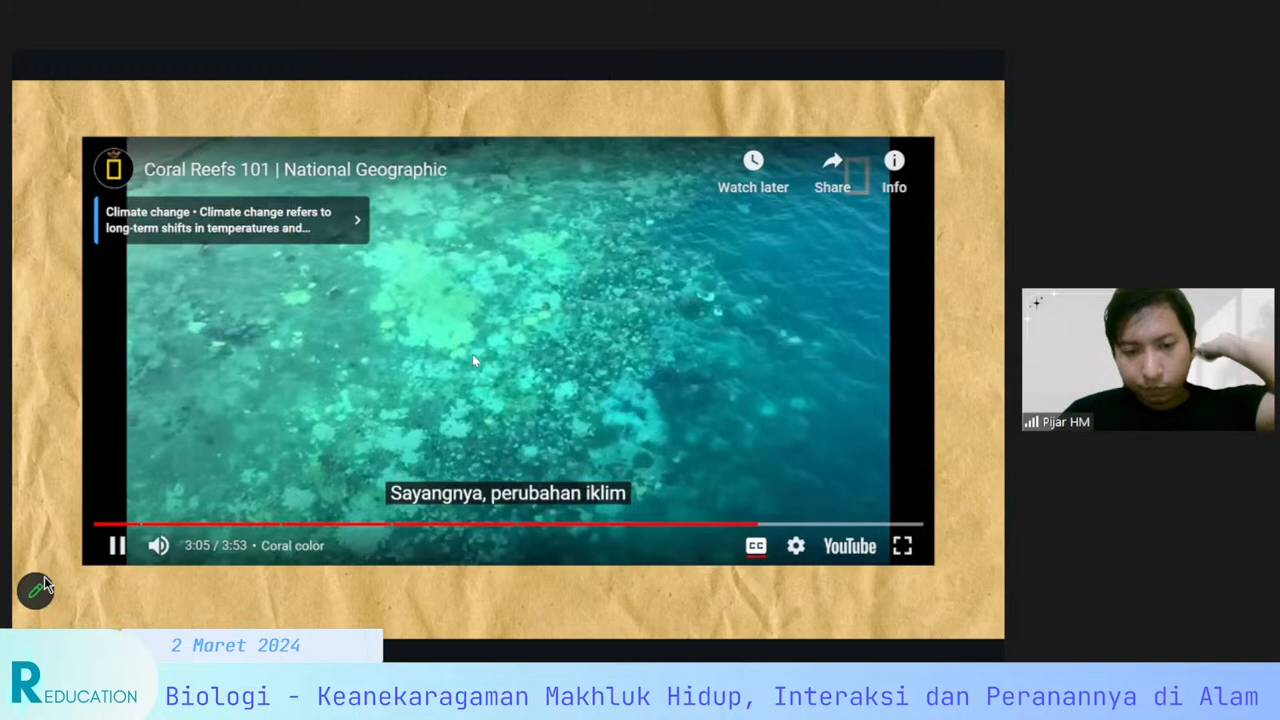 Coral Reefs 101 | National Geographic
Watch later
Share
Info
Climate change • Climate change refers to
long-term shifts in temperatures and...
Sayangnya, perubahan iklim
3:05 / 3:53 • Coral color
CC
YouTube
Pijar HM
2 Maret 2024
R EDUCATION
Biologi - Keanekaragaman Makhluk Hidup, Interaksi dan Peranannya di Alam